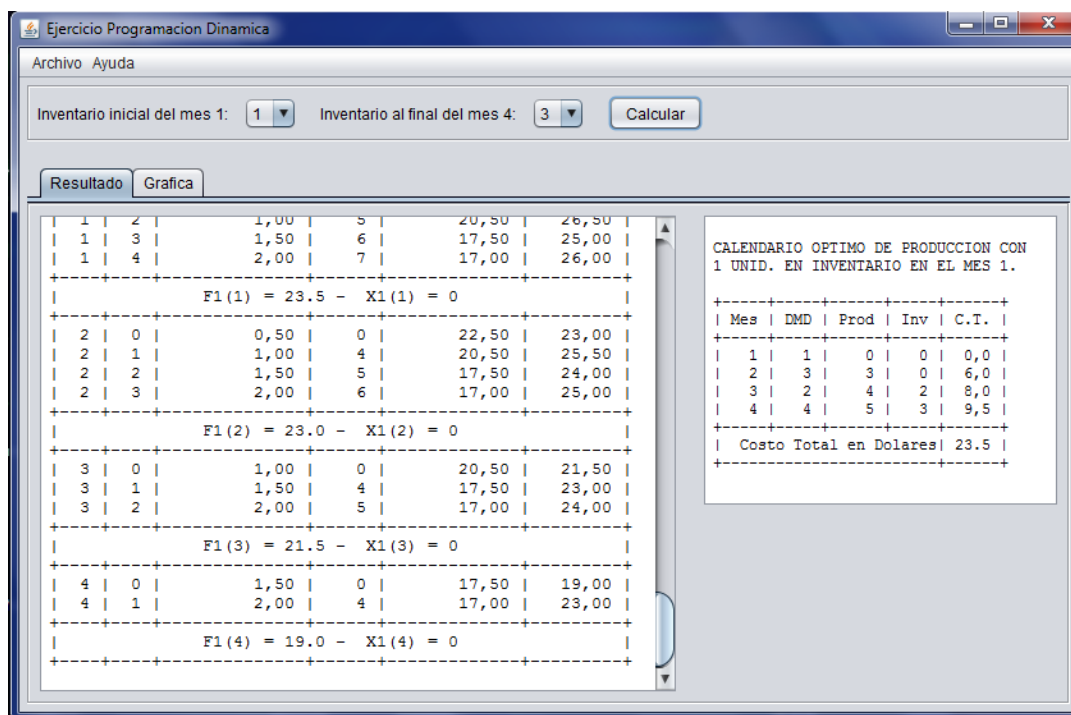 Ejercicio Programacion Dinamica
Archivo Ayuda
Inventario inicial del mes 1: 1 Inventario al final del mes 4: 3 Calcular
Resultado Grafica
| 1 | 2 | 1,00 | 5 | 20,50 | 26,50 |
| 1 | 3 | 1,50 | 6 | 17,50 | 25,00 |
| 1 | 4 | 2,00 | 7 | 17,00 | 26,00 |
+----+----+--------------+------+-------------+---------+
| F1(1) = 23.5 - X1(1) = 0 |
+----+----+--------------+------+-------------+---------+
| 2 | 0 | 0,50 | 0 | 22,50 | 23,00 |
| 2 | 1 | 1,00 | 4 | 20,50 | 25,50 |
| 2 | 2 | 1,50 | 5 | 17,50 | 24,00 |
| 2 | 3 | 2,00 | 6 | 17,00 | 25,00 |
+----+----+--------------+------+-------------+---------+
| F1(2) = 23.0 - X1(2) = 0 |
+----+----+--------------+------+-------------+---------+
| 3 | 0 | 1,00 | 0 | 20,50 | 21,50 |
| 3 | 1 | 1,50 | 4 | 17,50 | 23,00 |
| 3 | 2 | 2,00 | 5 | 17,00 | 24,00 |
+----+----+--------------+------+-------------+---------+
| F1(3) = 21.5 - X1(3) = 0 |
+----+----+--------------+------+-------------+---------+
| 4 | 0 | 1,50 | 0 | 17,50 | 19,00 |
| 4 | 1 | 2,00 | 4 | 17,00 | 23,00 |
+----+----+--------------+------+-------------+---------+
| F1(4) = 19.0 - X1(4) = 0 |
+----+----+--------------+------+-------------+---------+
CALENDARIO OPTIMO DE PRODUCCION CON
1 UNID. EN INVENTARIO EN EL MES 1.
+-----+-----+------+-----+------+
| Mes | DMD | Prod | Inv | C.T. |
+-----+-----+------+-----+------+
| 1 | 1 | 0 | 0 | 0,0 |
| 2 | 3 | 3 | 0 | 6,0 |
| 3 | 2 | 4 | 2 | 8,0 |
| 4 | 4 | 5 | 3 | 9,5 |
+-----+-----+------+-----+------+
| Costo Total en Dolares| 23.5 |
+------------------------+------+